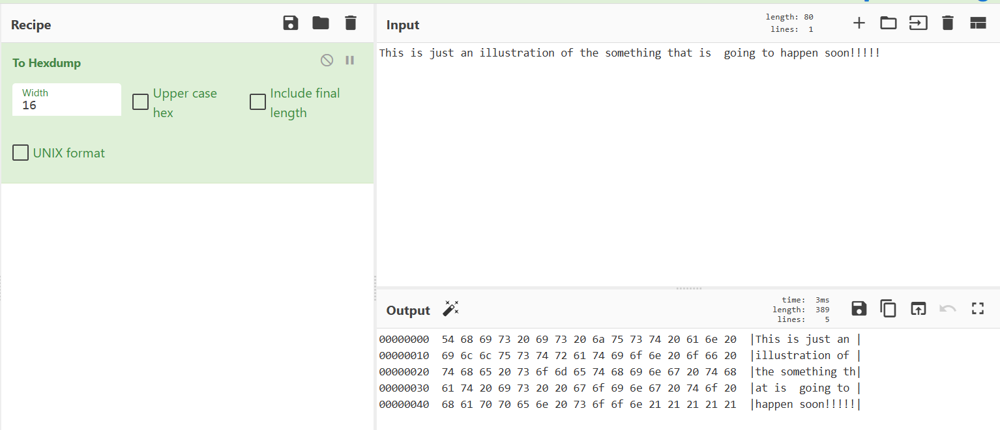 Recipe
To Hexdump
Width
16
Upper case
hex
Include final
length
UNIX format
Input
length: 80
lines: 1
This is just an illustration of the something that is  going to happen soon!!!!!
Output
time: 3ms
length: 389
lines: 5
00000000  54 68 69 73 20 69 73 20 6a 75 73 74 20 61 6e 20  |This is just an |
00000010  69 6c 6c 75 73 74 72 61 74 69 6f 6e 20 6f 66 20  |illustration of |
00000020  74 68 65 20 73 6f 6d 65 74 68 69 6e 67 20 74 68  |the something th|
00000030  61 74 20 69 73 20 20 67 6f 69 6e 67 20 74 6f 20  |at is  going to |
00000040  68 61 70 70 65 6e 20 73 6f 6f 6e 21 21 21 21 21  |happen soon!!!!!|